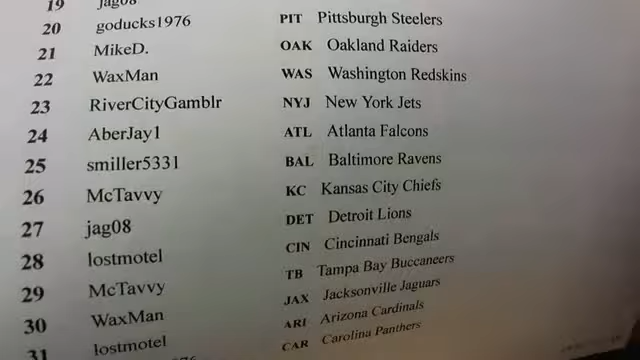 19 jag08
20 goducks1976 PIT Pittsburgh Steelers
21 MikeD. OAK Oakland Raiders
22 WaxMan WAS Washington Redskins
23 RiverCityGamblr NYJ New York Jets
24 AberJay1 ATL Atlanta Falcons
25 smiller5331 BAL Baltimore Ravens
26 McTavvy KC Kansas City Chiefs
27 jag08 DET Detroit Lions
28 lostmotel CIN Cincinnati Bengals
29 McTavvy TB Tampa Bay Buccaneers
30 WaxMan JAX Jacksonville Jaguars
31 lostmotel ARI Arizona Cardinals
CAR Carolina Panthers